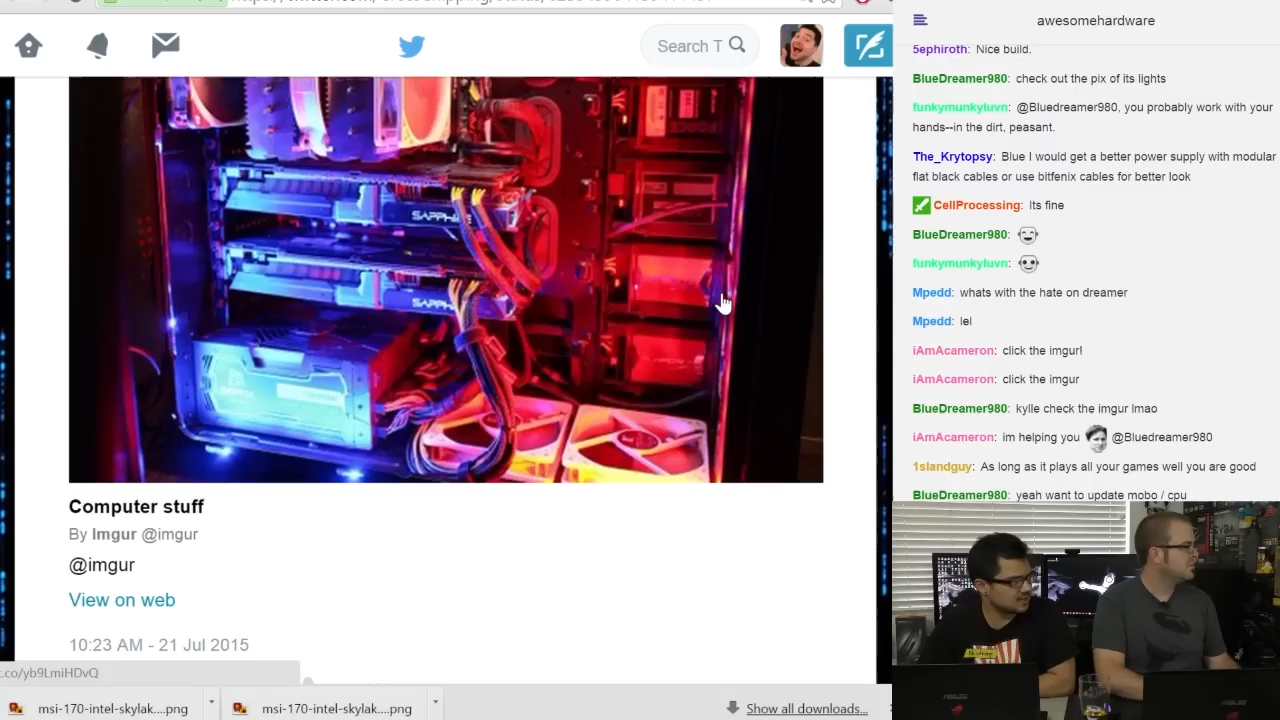 Search T
SAPPHIRE
SAPPHIRE
Computer stuff
By Imgur @imgur
@imgur
View on web
10:23 AM - 21 Jul 2015
.co/yb9LmiHDvQ
msi-170-intel-skylak....png
msi-170-intel-skylak....png
Show all downloads...
awesomehardware
5ephiroth: Nice build.
BlueDreamer980: check out the pix of its lights
funkymunkyluvn: @Bluedreamer980, you probably work with your
hands--in the dirt, peasant.
The_Krytopsy: Blue I would get a better power supply with modular
flat black cables or use bitfenix cables for better look
CellProcessing: Its fine
BlueDreamer980:
funkymunkyluvn:
Mpedd: whats with the hate on dreamer
Mpedd: lel
iAmAcameron: click the imgur!
iAmAcameron: click the imgur
BlueDreamer980: kylle check the imgur lmao
iAmAcameron: im helping you @Bluedreamer980
1slandguy: As long as it plays all your games well you are good
BlueDreamer980: yeah want to update mobo / cpu
ASUS
ASUS